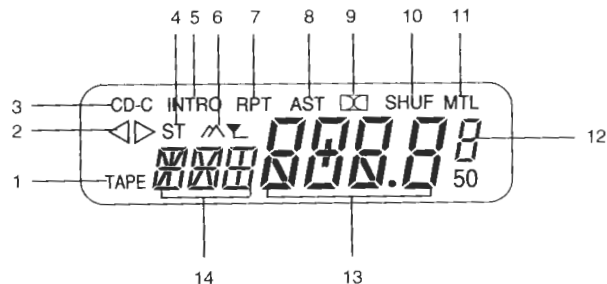 4 5 6 7 8 9 10 11
3 CD-C INTRO RPT AST SHUF MTL
2 ST 12
1 TAPE 50
14 13